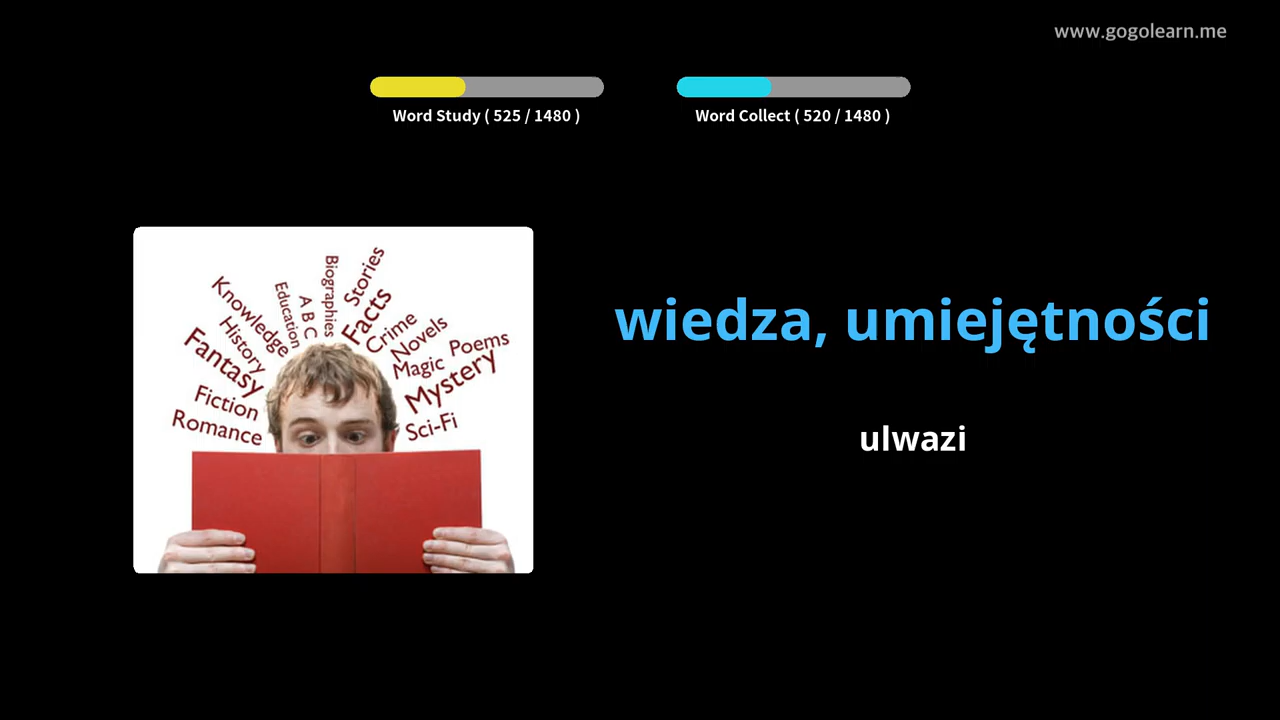 www.gogolearn.me
Word Study ( 525 / 1480 )
Word Collect ( 520 / 1480 )
Biographies
Stories
Knowledge
Education
A B C
Facts
History
Crime
Novels
Fantasy
Magic
Poems
Mystery
Fiction
Romance
Sci-Fi
wiedza, umiejętności
ulwazi